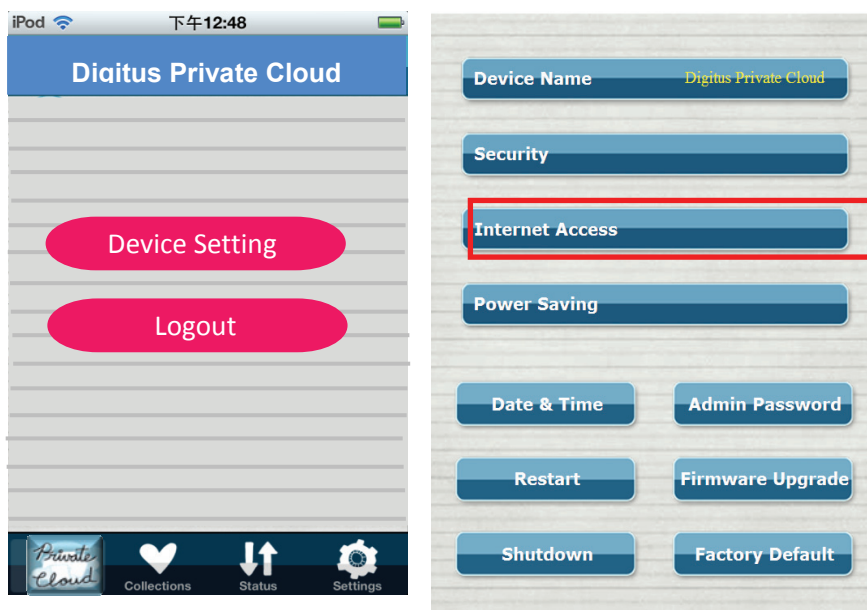 iPod 下午12:48
Digitus Private Cloud
Device Setting
Logout
Private
Cloud
Collections
Status
Settings
Device Name Digitus Private Cloud
Security
Internet Access
Power Saving
Date & Time Admin Password
Restart Firmware Upgrade
Shutdown Factory Default